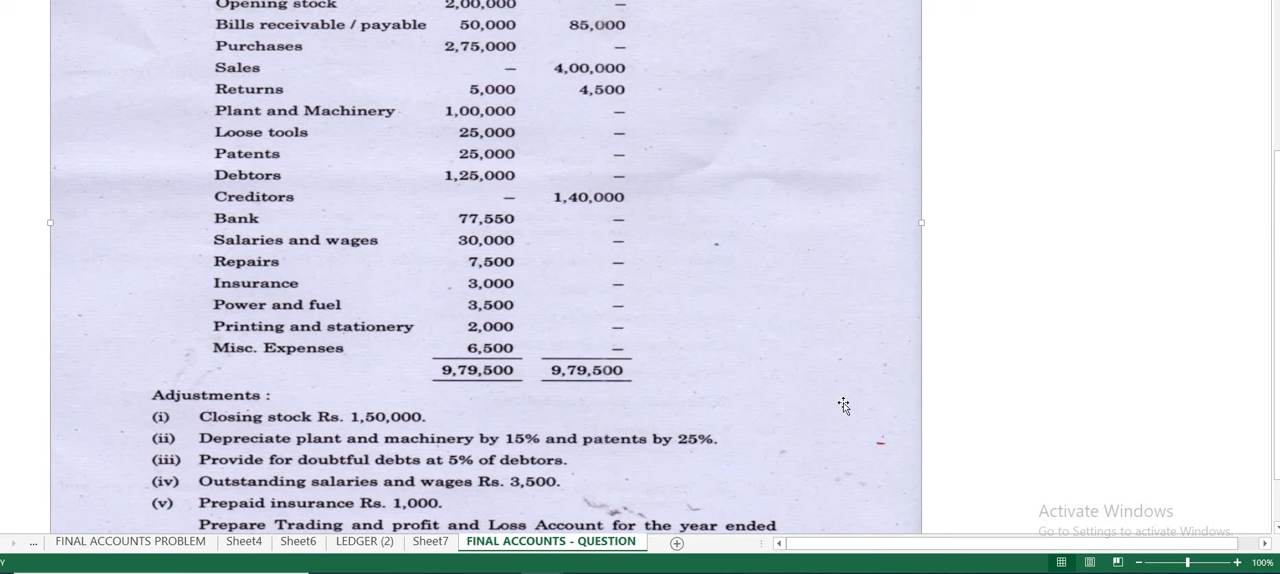 Opening stock 2,00,000 –
Bills receivable / payable 50,000 85,000
Purchases 2,75,000 –
Sales – 4,00,000
Returns 5,000 4,500
Plant and Machinery 1,00,000 –
Loose tools 25,000 –
Patents 25,000 –
Debtors 1,25,000 –
Creditors – 1,40,000
Bank 77,550 –
Salaries and wages 30,000 –
Repairs 7,500 –
Insurance 3,000 –
Power and fuel 3,500 –
Printing and stationery 2,000 –
Misc. Expenses 6,500 –
9,79,500 9,79,500
Adjustments :
(i) Closing stock Rs. 1,50,000.
(ii) Depreciate plant and machinery by 15% and patents by 25%.
(iii) Provide for doubtful debts at 5% of debtors.
(iv) Outstanding salaries and wages Rs. 3,500.
(v) Prepaid insurance Rs. 1,000.
Prepare Trading and profit and Loss Account for the year ended
Activate Windows
Go to Settings to activate Windows.
... FINAL ACCOUNTS PROBLEM Sheet4 Sheet6 LEDGER (2) Sheet7 FINAL ACCOUNTS - QUESTION
Y 100%